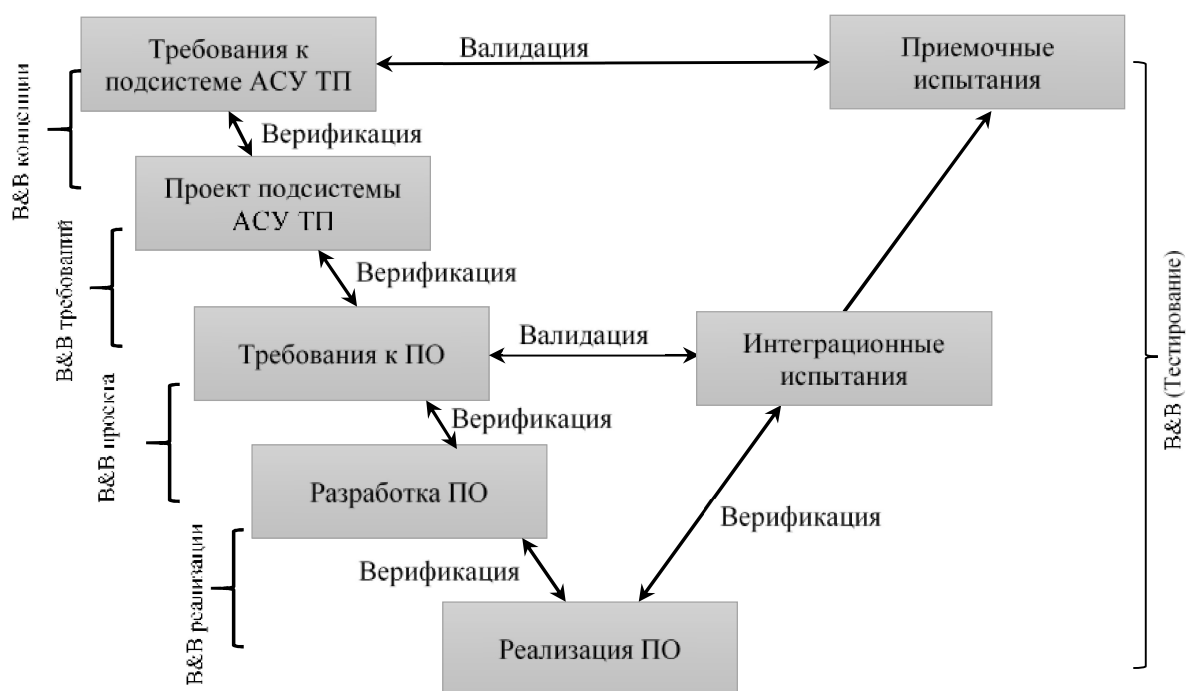 Требования к
подсистеме АСУ ТП
Валидация
Приемочные
испытания
Верификация
В&В концепции
Проект подсистемы
АСУ ТП
Верификация
В&В требований
Требования к ПО
Валидация
Интеграционные
испытания
В&В (Тестирование)
Верификация
В&В проекта
Разработка ПО
Верификация
Верификация
В&В реализации
Реализация ПО